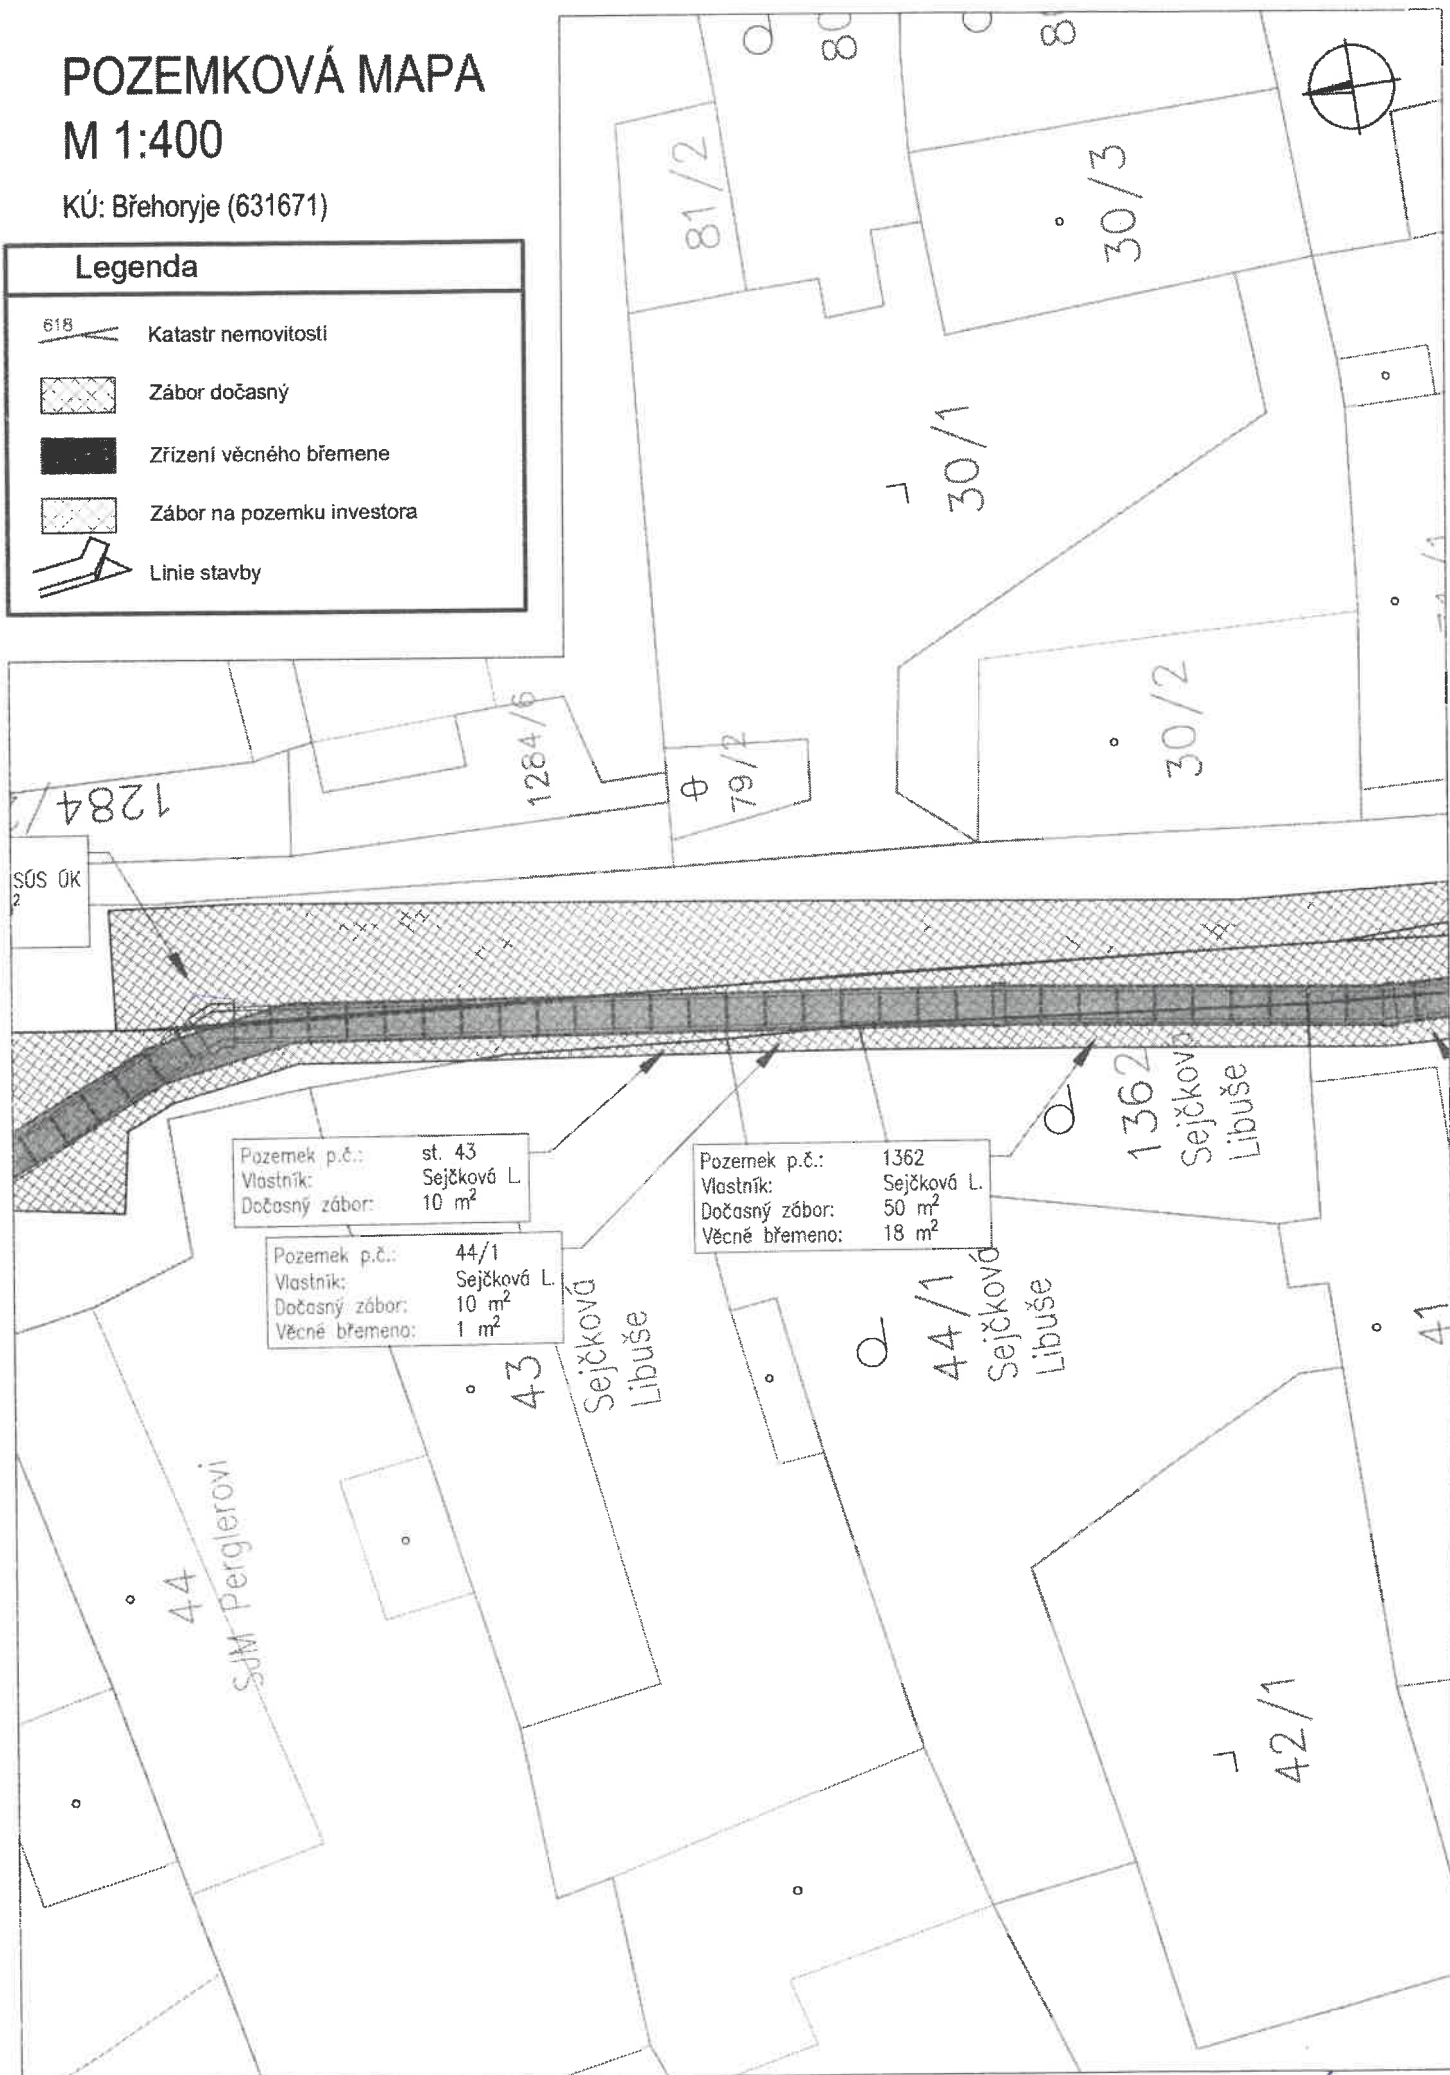 POZEMKOVÁ MAPA
M 1:400
KÚ: Břehoryje (631671)
Legenda
618
Katastr nemovitostí
Zábor dočasný
Zřízení věcného břemene
Zábor na pozemku investora
Linie stavby
81/2
30/3
30/1
30/2
79/2
1284/6
1284
SÚS ÚK
Pozemek p.č.: st. 43
Vlastník: Sejčková L.
Dočasný zábor: 10 m²
Pozemek p.č.: 44/1
Vlastník: Sejčková L.
Dočasný zábor: 10 m²
Věcné břemeno: 1 m²
Pozemek p.č.: 1362
Vlastník: Sejčková L.
Dočasný zábor: 50 m²
Věcné břemeno: 18 m²
1362
Sejčková
Libuše
44/1
Sejčková
Libuše
43
Sejčková
Libuše
41
44
SJM Perglerovi
42/1